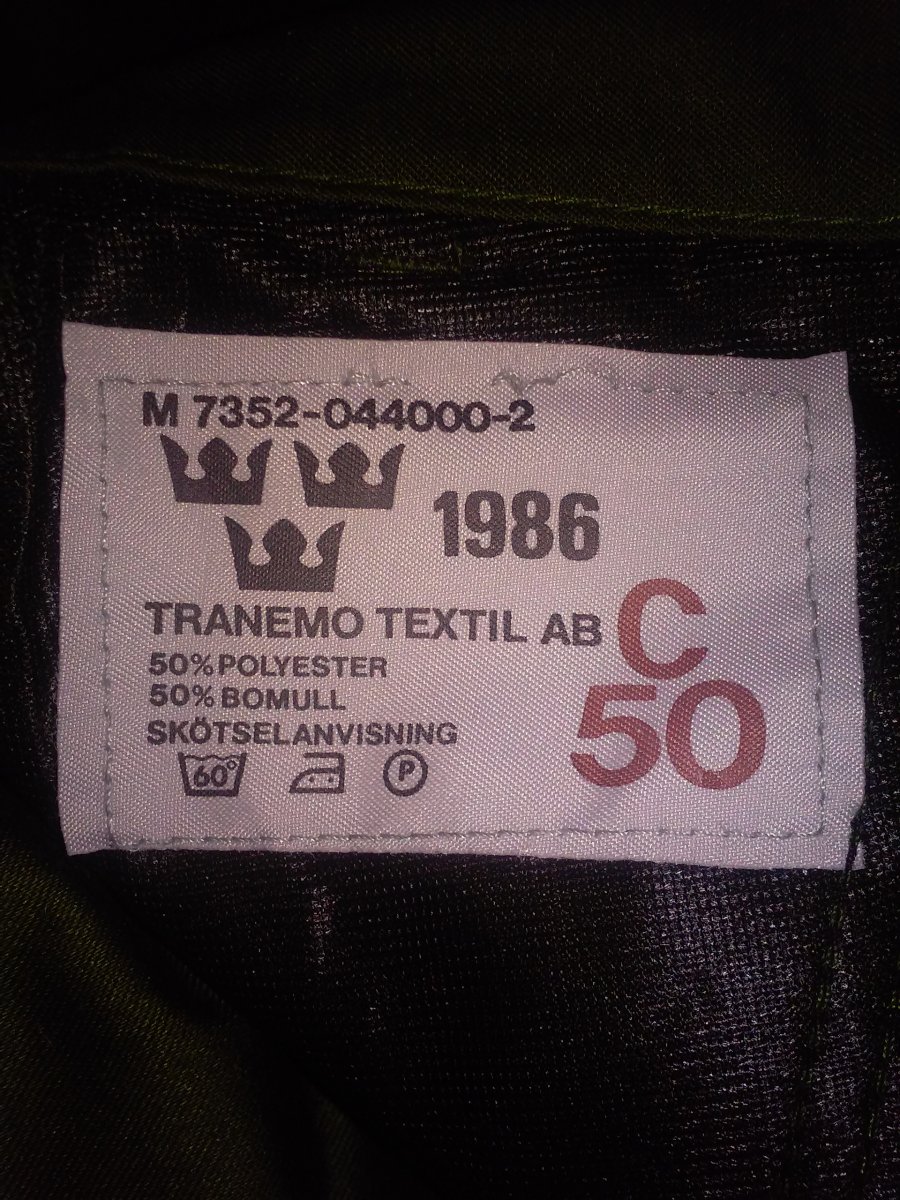 M 7352-044000-2
1986
TRANEMO TEXTIL AB
C
50
50% POLYESTER
50% BOMULL
SKÖTSELANVISNING
60° P